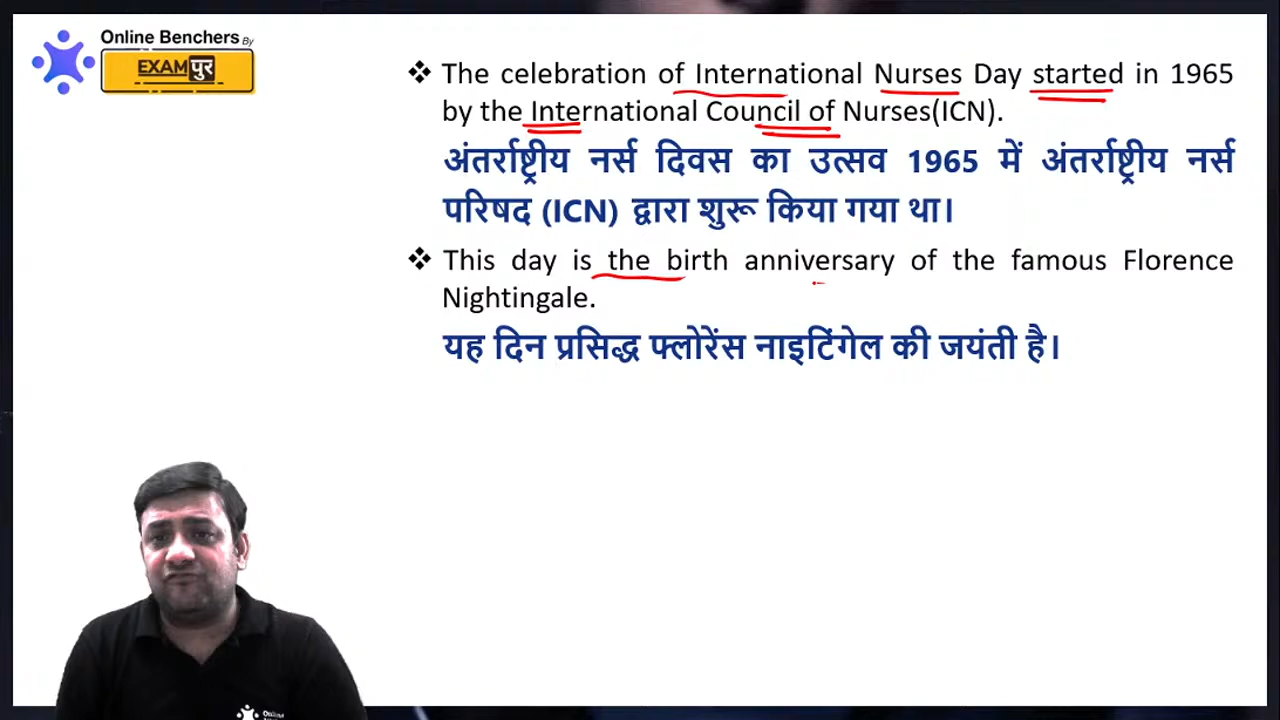 Online Benchers By
EXAMपुर
❖ The celebration of International Nurses Day started in 1965
by the International Council of Nurses(ICN).
अंतर्राष्ट्रीय नर्स दिवस का उत्सव 1965 में अंतर्राष्ट्रीय नर्स
परिषद (ICN) द्वारा शुरू किया गया था।
❖ This day is the birth anniversary of the famous Florence
Nightingale.
यह दिन प्रसिद्ध फ्लोरेंस नाइटिंगेल की जयंती है।
Online